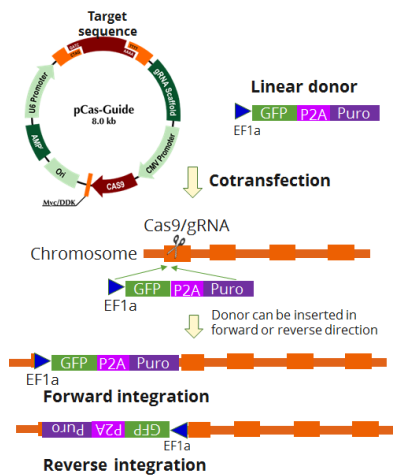 Target
sequence
U6 Promoter
gRNA Scaffold
pCas-Guide
8.0 kb
AMP
CMV Promoter
Ori
CAS9
Myc/DDK
Linear donor
GFP P2A Puro
EF1a
Cotransfection
Cas9/gRNA
Chromosome
GFP P2A Puro
EF1a
Donor can be inserted in
forward or reverse direction
GFP P2A Puro
EF1a
Forward integration
Puro P2A GFP
EF1a
Reverse integration